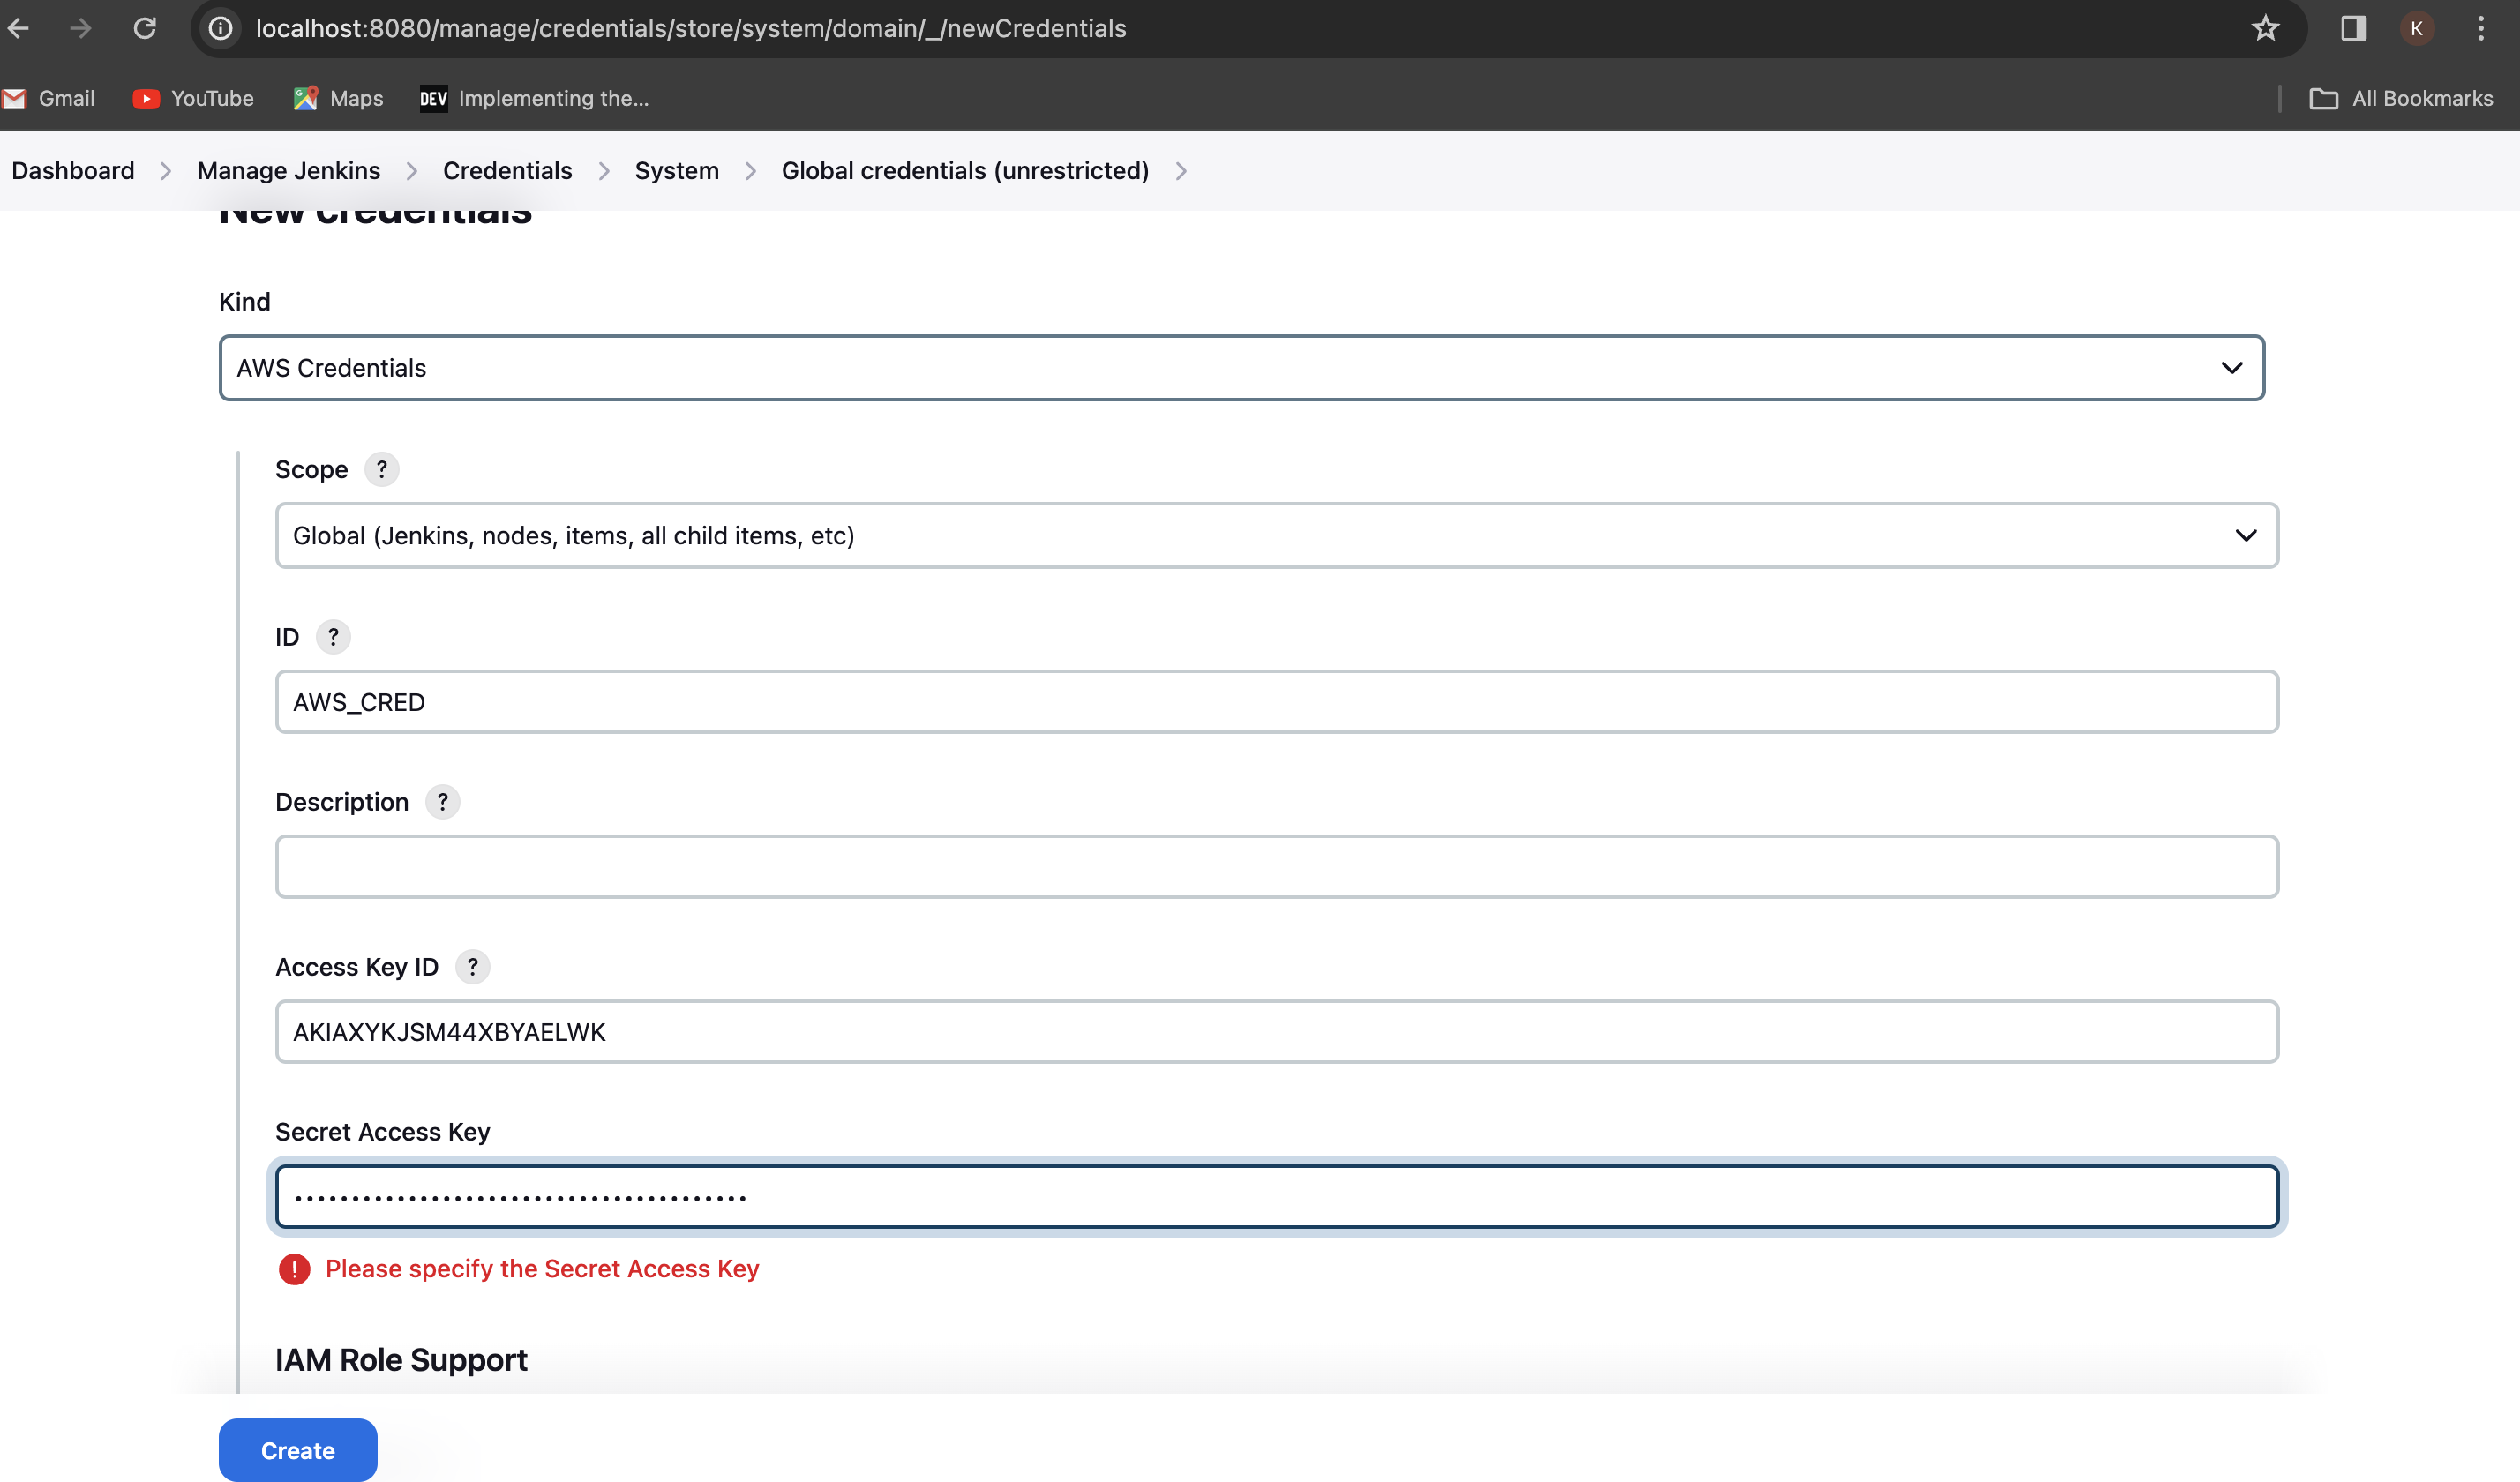 localhost:8080/manage/credentials/store/system/domain/_/newCredentials
K
Gmail YouTube Maps DEV Implementing the... All Bookmarks
Dashboard > Manage Jenkins > Credentials > System > Global credentials (unrestricted) >
New credentials
Kind
AWS Credentials
Scope ?
Global (Jenkins, nodes, items, all child items, etc)
ID ?
AWS_CRED
Description ?
Access Key ID ?
AKIAXYKJSM44XBYAELWK
Secret Access Key
••••••••••••••••••••••••••••••••••••••••
! Please specify the Secret Access Key
IAM Role Support
Create